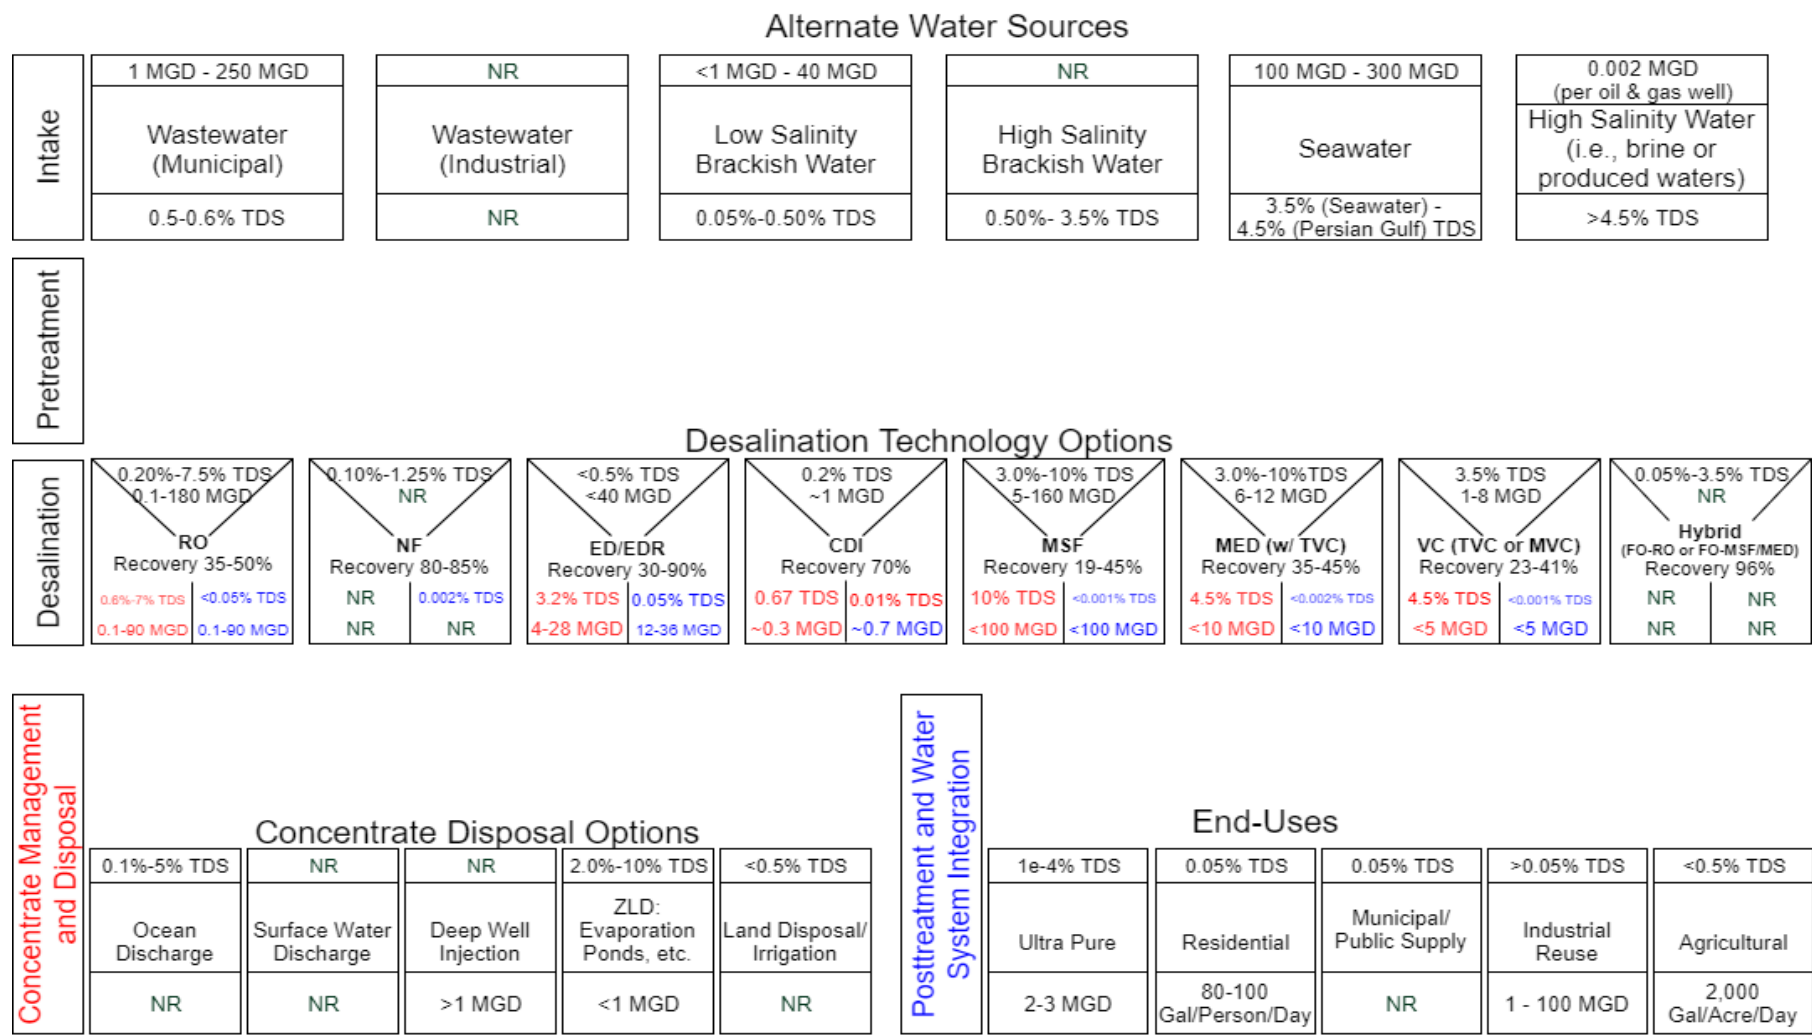 Alternate Water Sources
Intake
1 MGD - 250 MGD
Wastewater
(Municipal)
0.5-0.6% TDS
NR
Wastewater
(Industrial)
NR
<1 MGD - 40 MGD
Low Salinity
Brackish Water
0.05%-0.50% TDS
NR
High Salinity
Brackish Water
0.50%- 3.5% TDS
100 MGD - 300 MGD
Seawater
3.5% (Seawater) -
4.5% (Persian Gulf) TDS
0.002 MGD
(per oil & gas well)
High Salinity Water
(i.e., brine or
produced waters)
>4.5% TDS
Pretreatment
Desalination Technology Options
Desalination
0.20%-7.5% TDS
0.1-180 MGD
RO
Recovery 35-50%
0.6%-7% TDS
<0.05% TDS
0.1-90 MGD
0.1-90 MGD
0.10%-1.25% TDS
NR
NF
Recovery 80-85%
NR
0.002% TDS
NR
NR
<0.5% TDS
<40 MGD
ED/EDR
Recovery 30-90%
3.2% TDS
0.05% TDS
4-28 MGD
12-36 MGD
0.2% TDS
~1 MGD
CDI
Recovery 70%
0.67 TDS
0.01% TDS
~0.3 MGD
~0.7 MGD
3.0%-10% TDS
5-160 MGD
MSF
Recovery 19-45%
10% TDS
<0.001% TDS
<100 MGD
<100 MGD
3.0%-10%TDS
6-12 MGD
MED (w/ TVC)
Recovery 35-45%
4.5% TDS
<0.002% TDS
<10 MGD
<10 MGD
3.5% TDS
1-8 MGD
VC (TVC or MVC)
Recovery 23-41%
4.5% TDS
<0.001% TDS
<5 MGD
<5 MGD
0.05%-3.5% TDS
NR
Hybrid
(FO-RO or FO-MSF/MED)
Recovery 96%
NR
NR
NR
NR
Concentrate Management
and Disposal
Concentrate Disposal Options
0.1%-5% TDS
Ocean
Discharge
NR
NR
Surface Water
Discharge
NR
NR
Deep Well
Injection
>1 MGD
2.0%-10% TDS
ZLD:
Evaporation
Ponds, etc.
<1 MGD
<0.5% TDS
Land Disposal/
Irrigation
NR
Posttreatment and Water
System Integration
End-Uses
1e-4% TDS
Ultra Pure
2-3 MGD
0.05% TDS
Residential
80-100
Gal/Person/Day
0.05% TDS
Municipal/
Public Supply
NR
>0.05% TDS
Industrial
Reuse
1 - 100 MGD
<0.5% TDS
Agricultural
2,000
Gal/Acre/Day